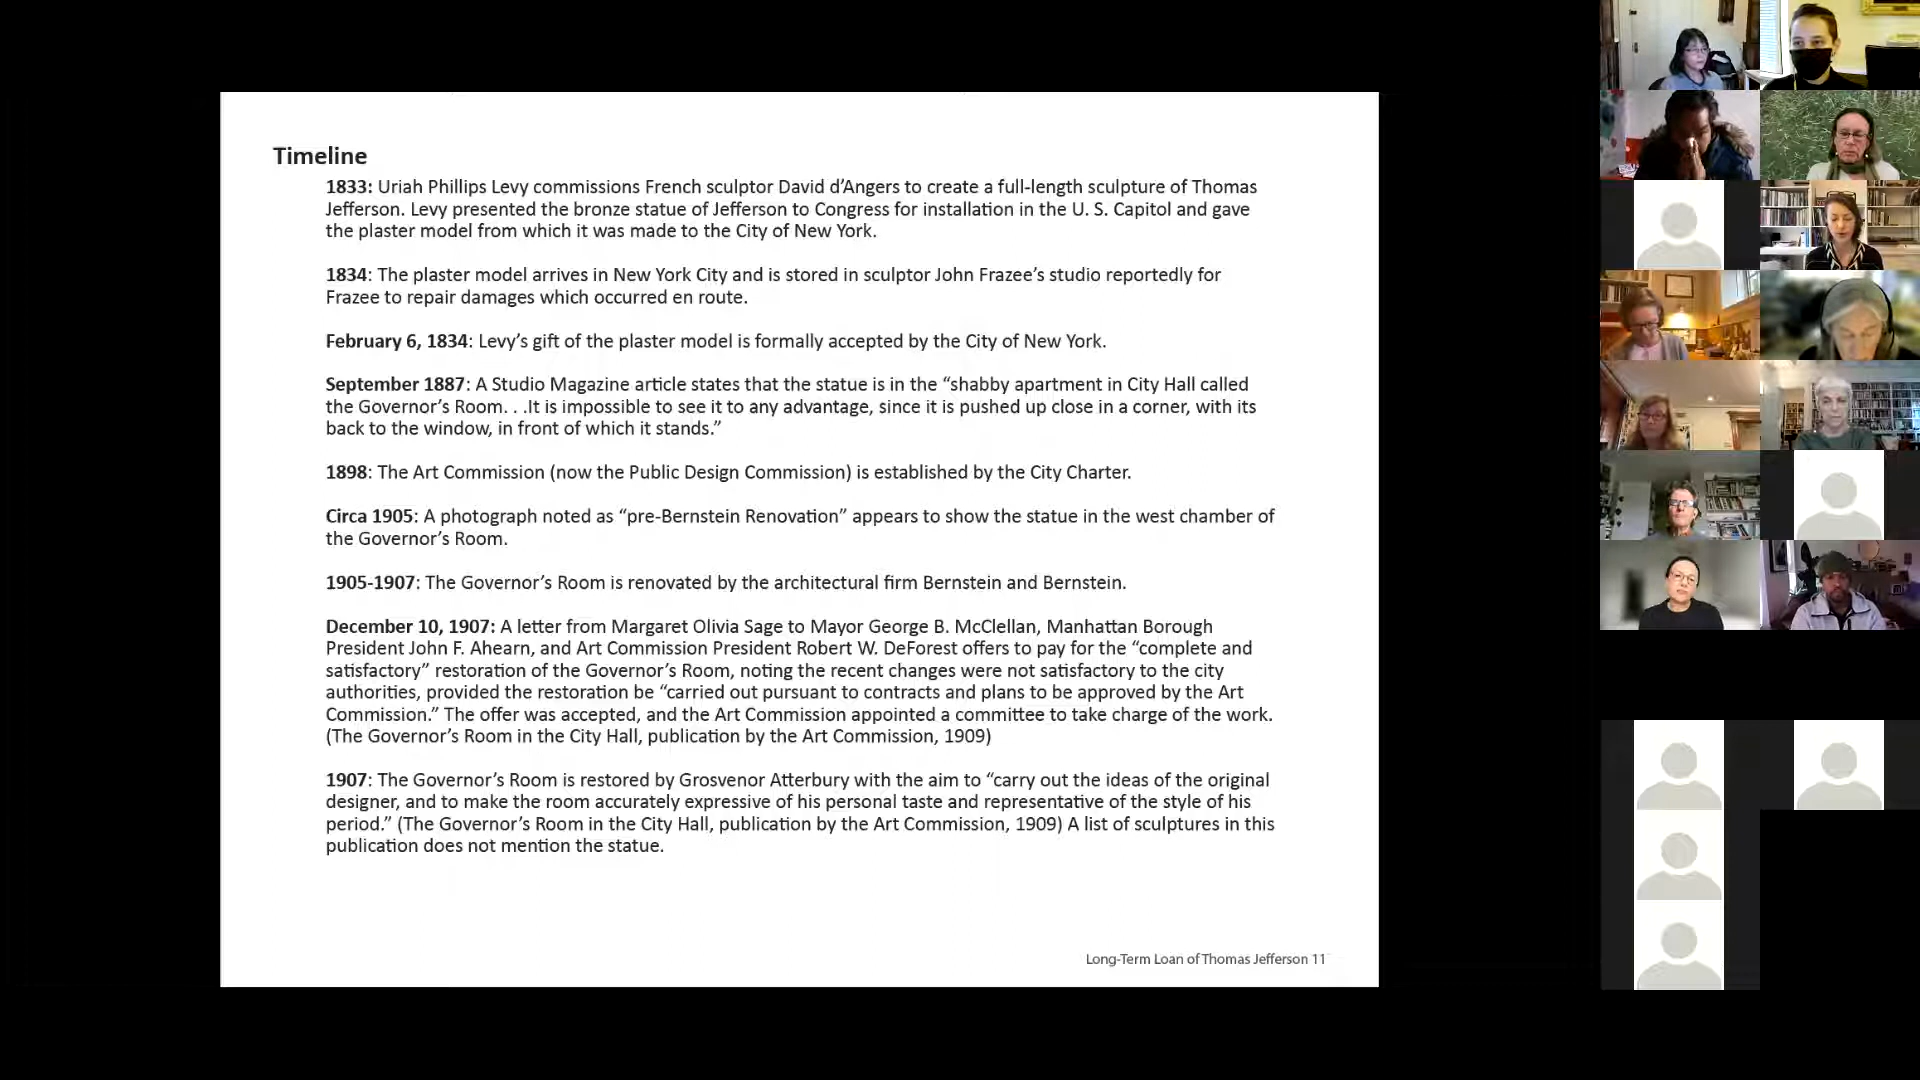 Timeline
1833: Uriah Phillips Levy commissions French sculptor David d’Angers to create a full-length sculpture of Thomas
Jefferson. Levy presented the bronze statue of Jefferson to Congress for installation in the U. S. Capitol and gave
the plaster model from which it was made to the City of New York.
1834: The plaster model arrives in New York City and is stored in sculptor John Frazee’s studio reportedly for
Frazee to repair damages which occurred en route.
February 6, 1834: Levy’s gift of the plaster model is formally accepted by the City of New York.
September 1887: A Studio Magazine article states that the statue is in the “shabby apartment in City Hall called
the Governor’s Room. . .It is impossible to see it to any advantage, since it is pushed up close in a corner, with its
back to the window, in front of which it stands.”
1898: The Art Commission (now the Public Design Commission) is established by the City Charter.
Circa 1905: A photograph noted as “pre-Bernstein Renovation” appears to show the statue in the west chamber of
the Governor’s Room.
1905-1907: The Governor’s Room is renovated by the architectural firm Bernstein and Bernstein.
December 10, 1907: A letter from Margaret Olivia Sage to Mayor George B. McClellan, Manhattan Borough
President John F. Ahearn, and Art Commission President Robert W. DeForest offers to pay for the “complete and
satisfactory” restoration of the Governor’s Room, noting the recent changes were not satisfactory to the city
authorities, provided the restoration be “carried out pursuant to contracts and plans to be approved by the Art
Commission.” The offer was accepted, and the Art Commission appointed a committee to take charge of the work.
(The Governor’s Room in the City Hall, publication by the Art Commission, 1909)
1907: The Governor’s Room is restored by Grosvenor Atterbury with the aim to “carry out the ideas of the original
designer, and to make the room accurately expressive of his personal taste and representative of the style of his
period.” (The Governor’s Room in the City Hall, publication by the Art Commission, 1909) A list of sculptures in this
publication does not mention the statue.
Long-Term Loan of Thomas Jefferson 11